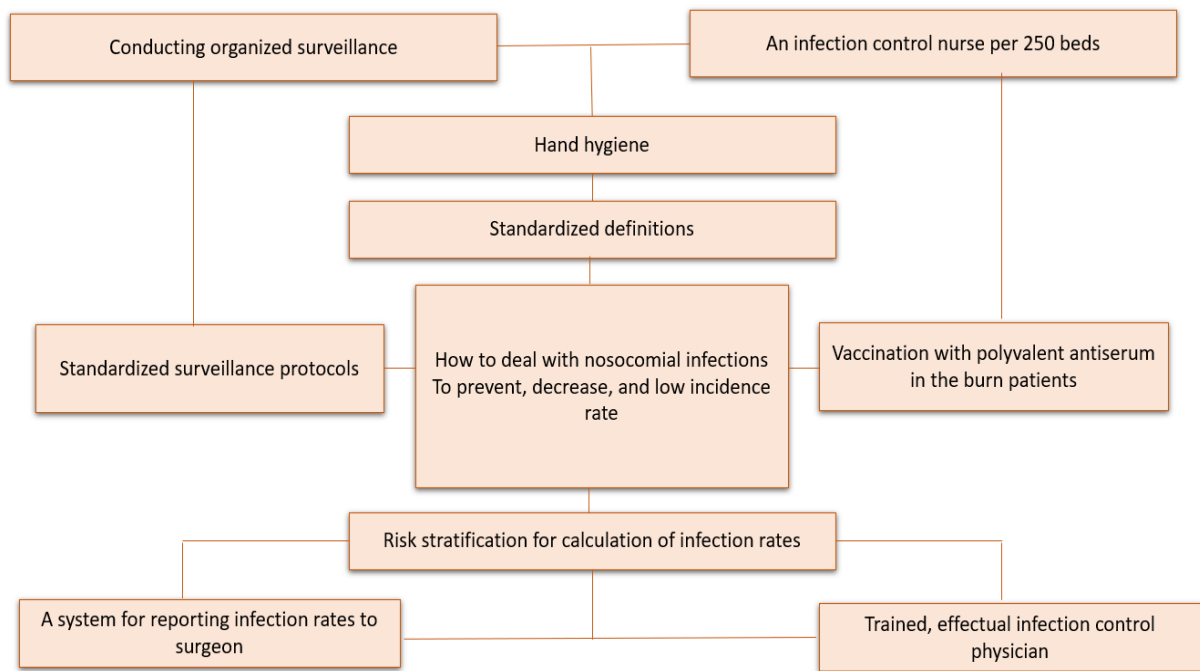 Conducting organized surveillance
An infection control nurse per 250 beds
Hand hygiene
Standardized definitions
Standardized surveillance protocols
How to deal with nosocomial infections
To prevent, decrease, and low incidence
rate
Vaccination with polyvalent antiserum
in the burn patients
Risk stratification for calculation of infection rates
A system for reporting infection rates to
surgeon
Trained, effectual infection control
physician